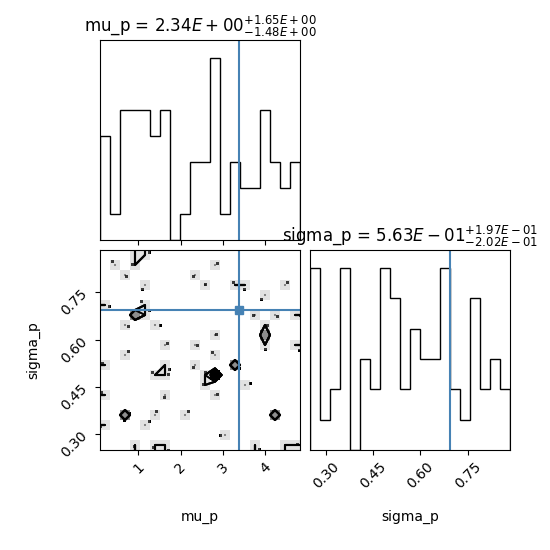 mu_p = 2.34E + 00+1.65E + 00 −1.48E + 00
sigma_p = 5.63E − 01+1.97E − 01 −2.02E − 01
0.75
0.60
0.45
0.30
sigma_p
1 2 3 4
mu_p
0.30 0.45 0.60 0.75
sigma_p